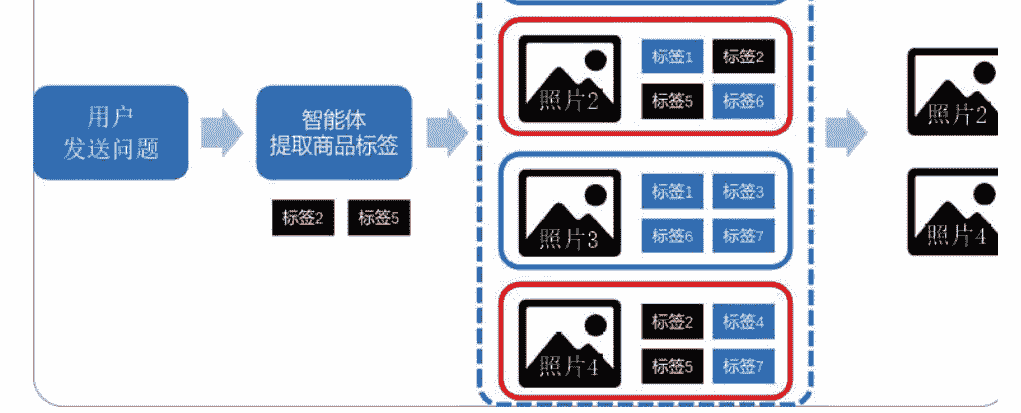 用户
发送问题
智能体
提取商品标签
标签2 标签5
照片2
标签1 标签2
标签5 标签6
照片3
标签1 标签3
标签6 标签7
照片4
标签2 标签4
标签5 标签7
照片2
照片4